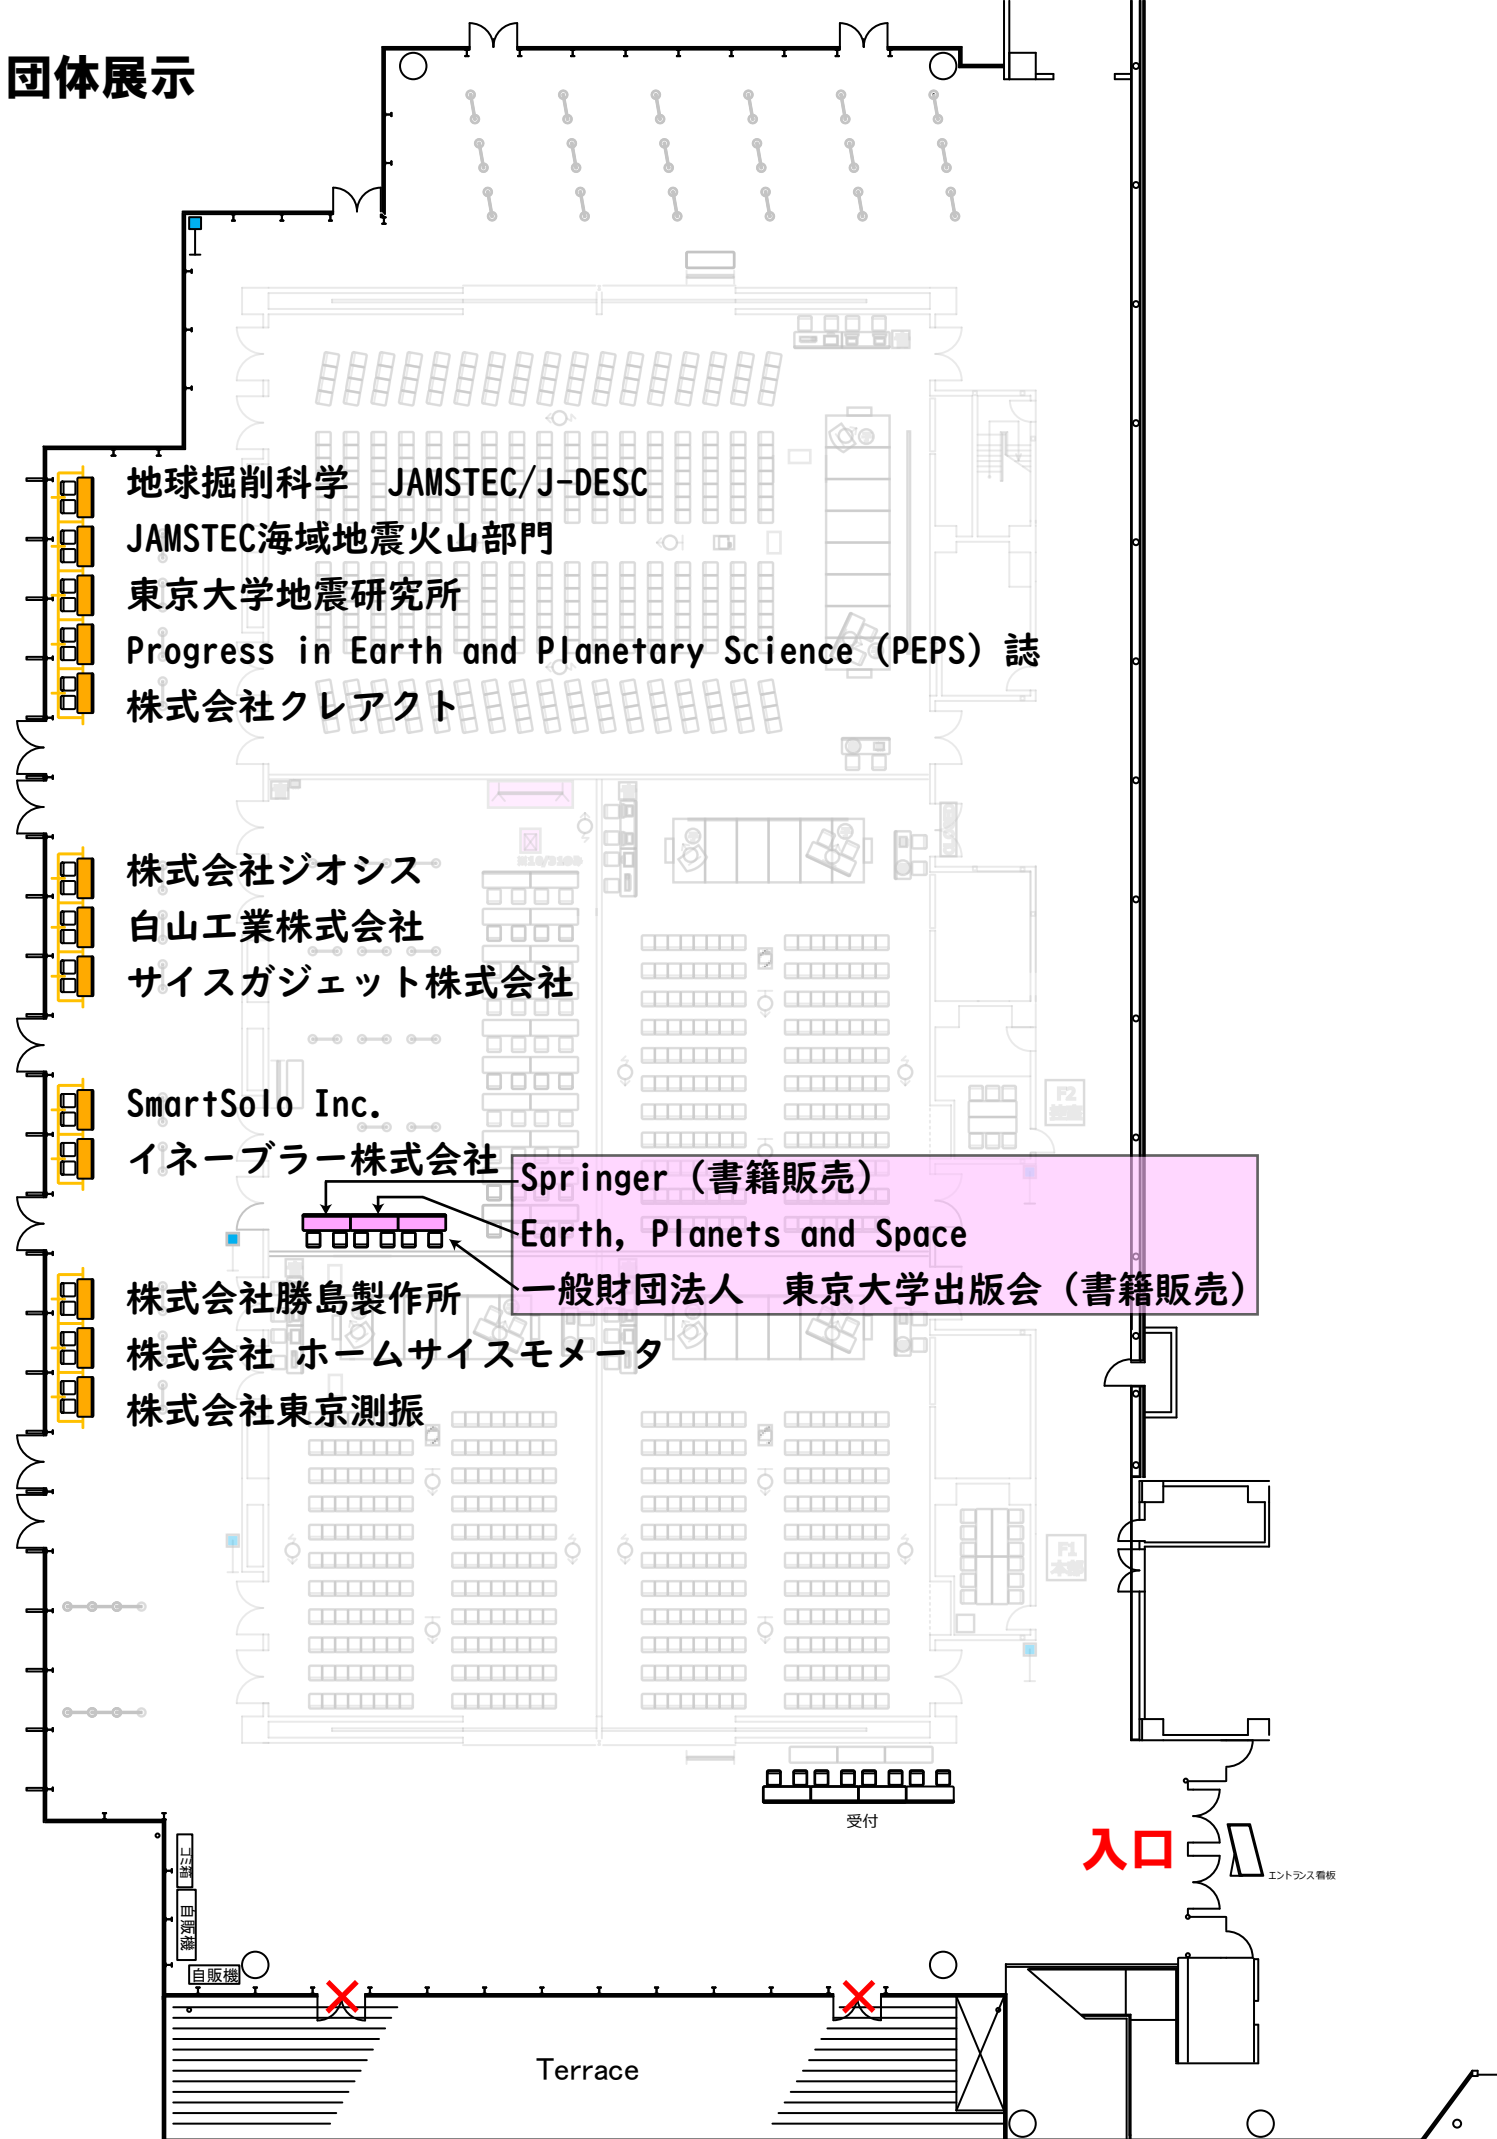 団体展示
地球掘削科学　JAMSTEC/J-DESC
JAMSTEC海域地震火山部門
東京大学地震研究所
Progress in Earth and Planetary Science（PEPS）誌
株式会社クレアクト
株式会社ジオシス
白山工業株式会社
サイスガジェット株式会社
SmartSolo Inc.
イネーブラー株式会社
Springer（書籍販売）
Earth, Planets and Space
一般財団法人　東京大学出版会（書籍販売）
株式会社勝島製作所
株式会社 ホームサイスモメータ
株式会社東京測振
F2
F1
本部
受付
入口
エントランス看板
ゴミ箱
自販機
自販機
Terrace